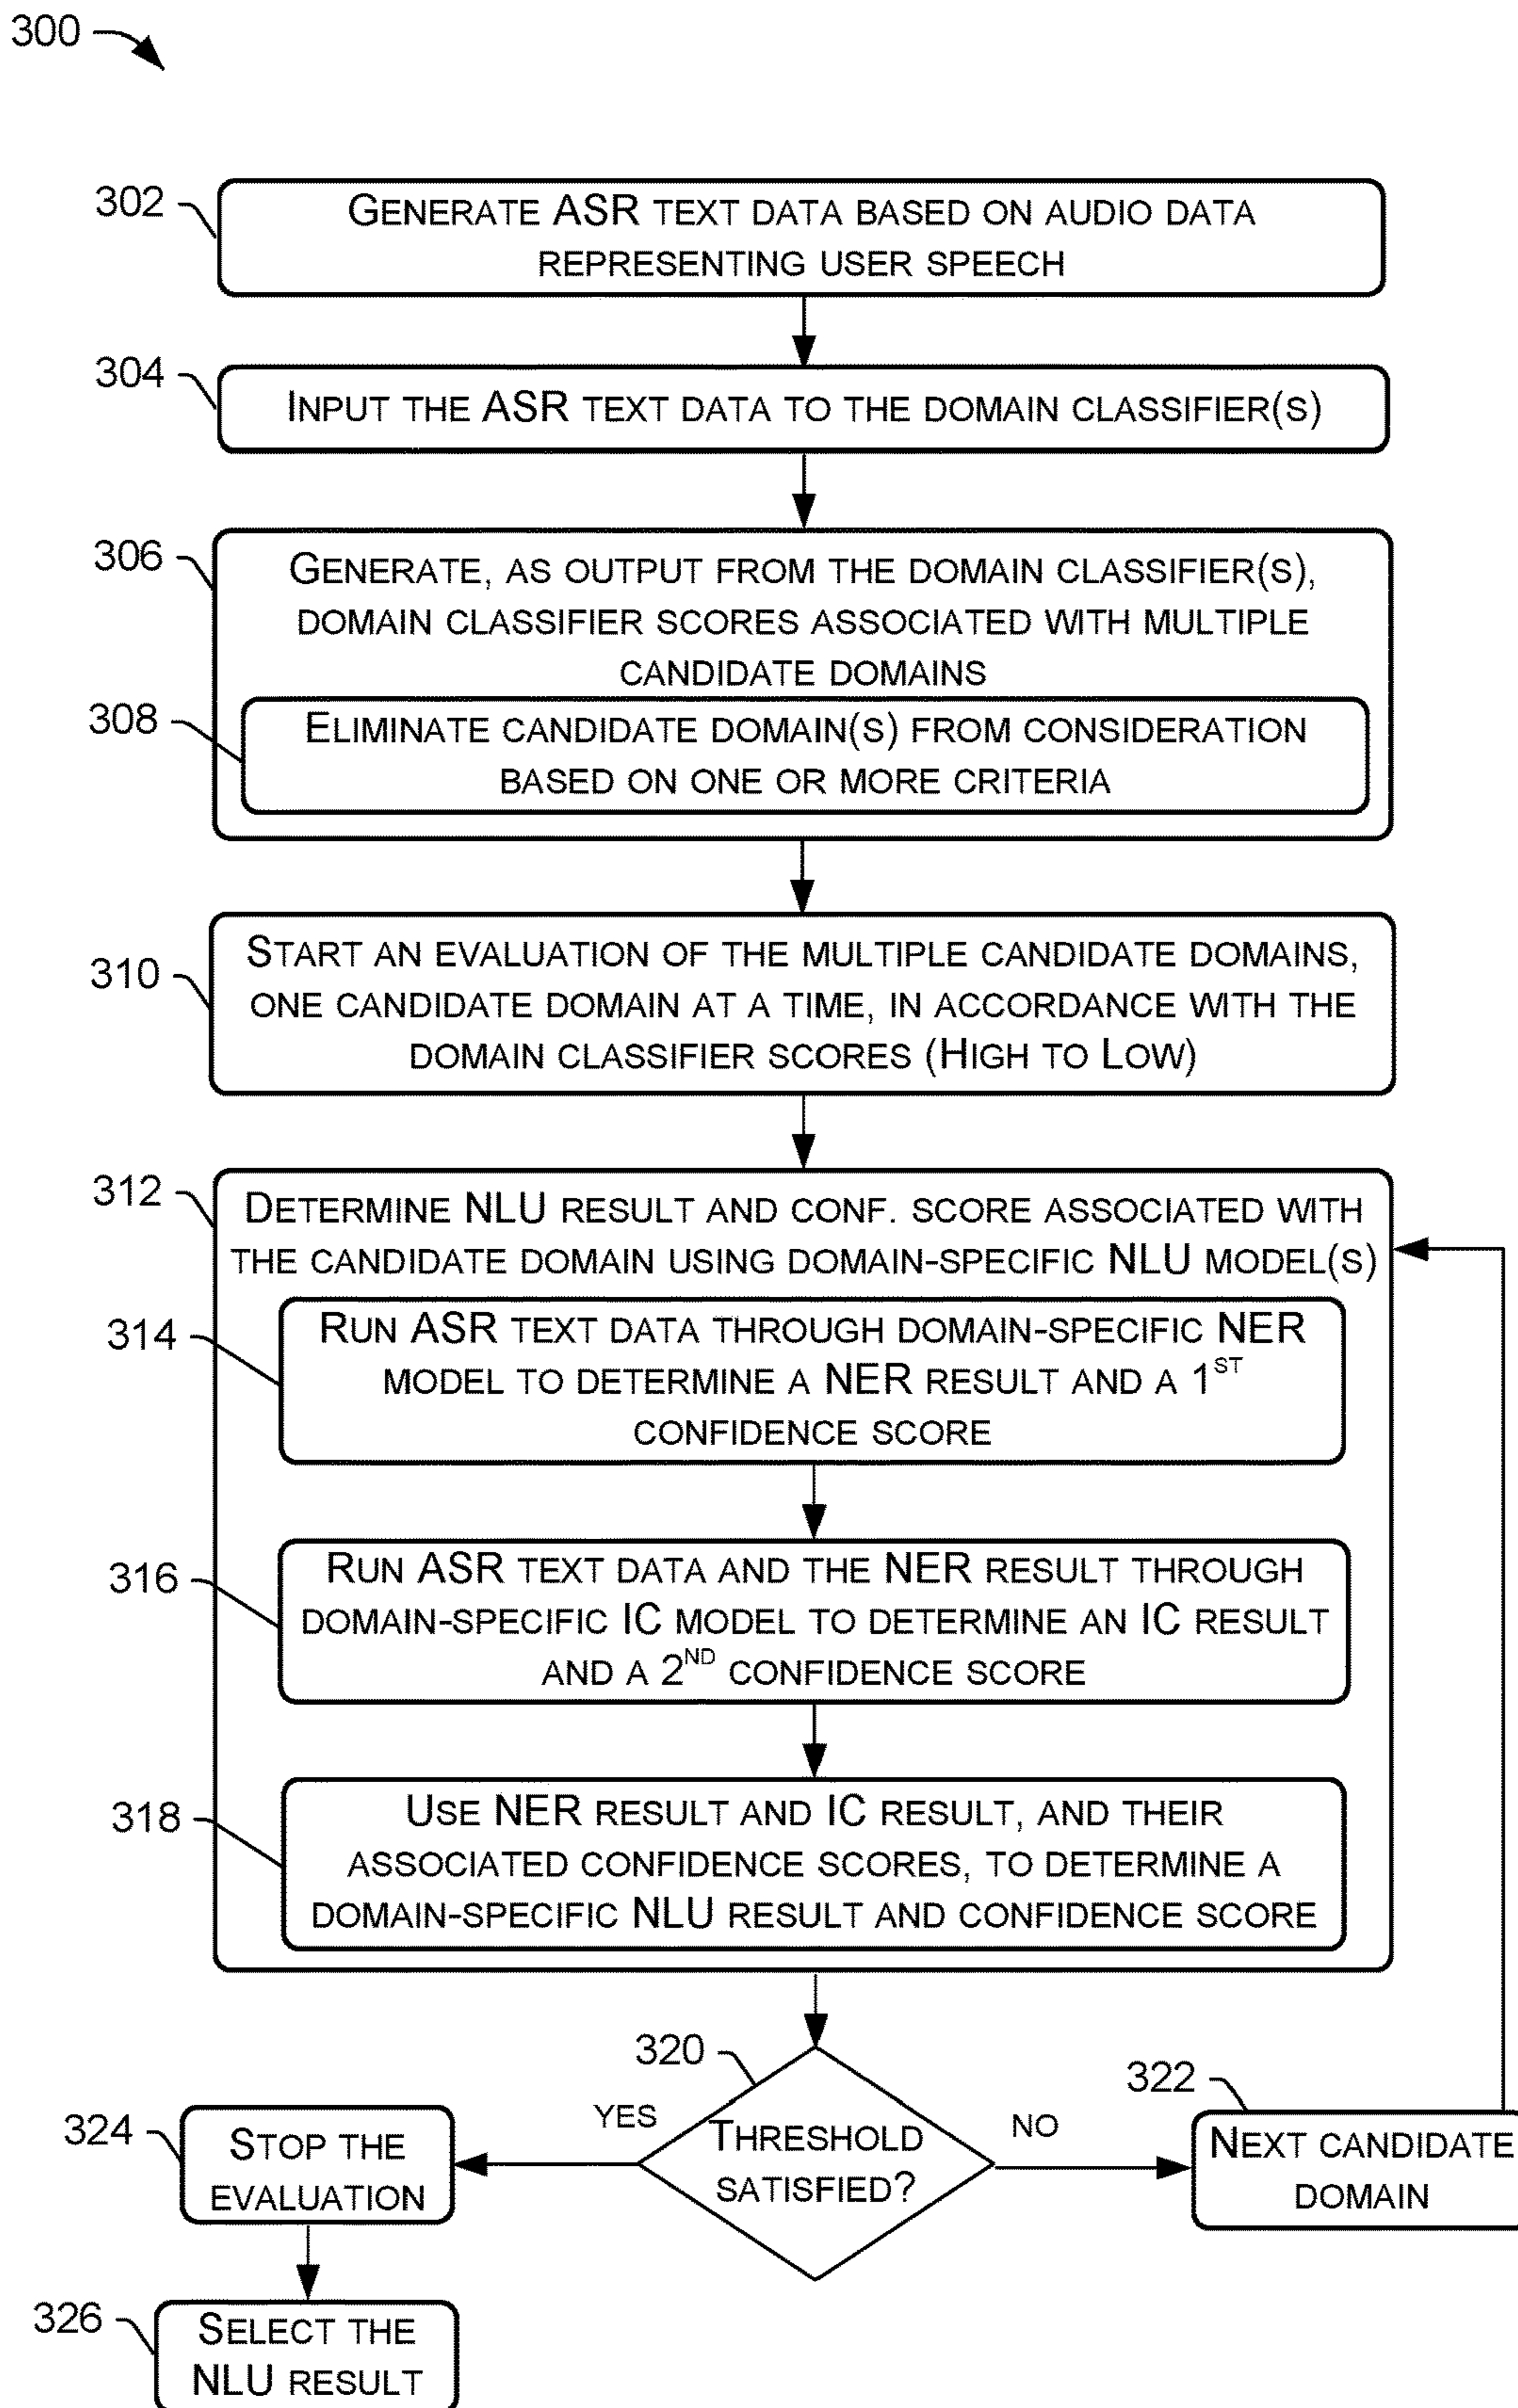 300
302
GENERATE ASR TEXT DATA BASED ON AUDIO DATA
REPRESENTING USER SPEECH
304
INPUT THE ASR TEXT DATA TO THE DOMAIN CLASSIFIER(S)
306
GENERATE, AS OUTPUT FROM THE DOMAIN CLASSIFIER(S),
DOMAIN CLASSIFIER SCORES ASSOCIATED WITH MULTIPLE
CANDIDATE DOMAINS
308
ELIMINATE CANDIDATE DOMAIN(S) FROM CONSIDERATION
BASED ON ONE OR MORE CRITERIA
310
START AN EVALUATION OF THE MULTIPLE CANDIDATE DOMAINS,
ONE CANDIDATE DOMAIN AT A TIME, IN ACCORDANCE WITH THE
DOMAIN CLASSIFIER SCORES (HIGH TO LOW)
312
DETERMINE NLU RESULT AND CONF. SCORE ASSOCIATED WITH
THE CANDIDATE DOMAIN USING DOMAIN-SPECIFIC NLU MODEL(S)
314
RUN ASR TEXT DATA THROUGH DOMAIN-SPECIFIC NER
MODEL TO DETERMINE A NER RESULT AND A 1ST
CONFIDENCE SCORE
316
RUN ASR TEXT DATA AND THE NER RESULT THROUGH
DOMAIN-SPECIFIC IC MODEL TO DETERMINE AN IC RESULT
AND A 2ND CONFIDENCE SCORE
318
USE NER RESULT AND IC RESULT, AND THEIR
ASSOCIATED CONFIDENCE SCORES, TO DETERMINE A
DOMAIN-SPECIFIC NLU RESULT AND CONFIDENCE SCORE
320
THRESHOLD
SATISFIED?
YES
NO
322
NEXT CANDIDATE
DOMAIN
324
STOP THE
EVALUATION
326
SELECT THE
NLU RESULT